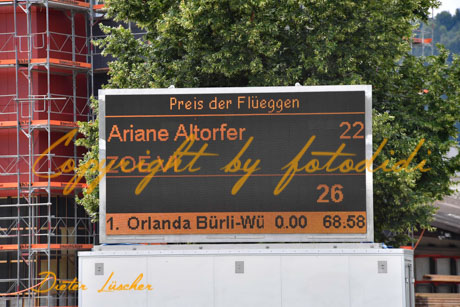 Preis der Flüeggen
Ariane Altorfer 22
ZOE
26
1. Orlanda Bürli-Wü 0.00 68.58
Copyright by fotodidi
Dieter Lüscher